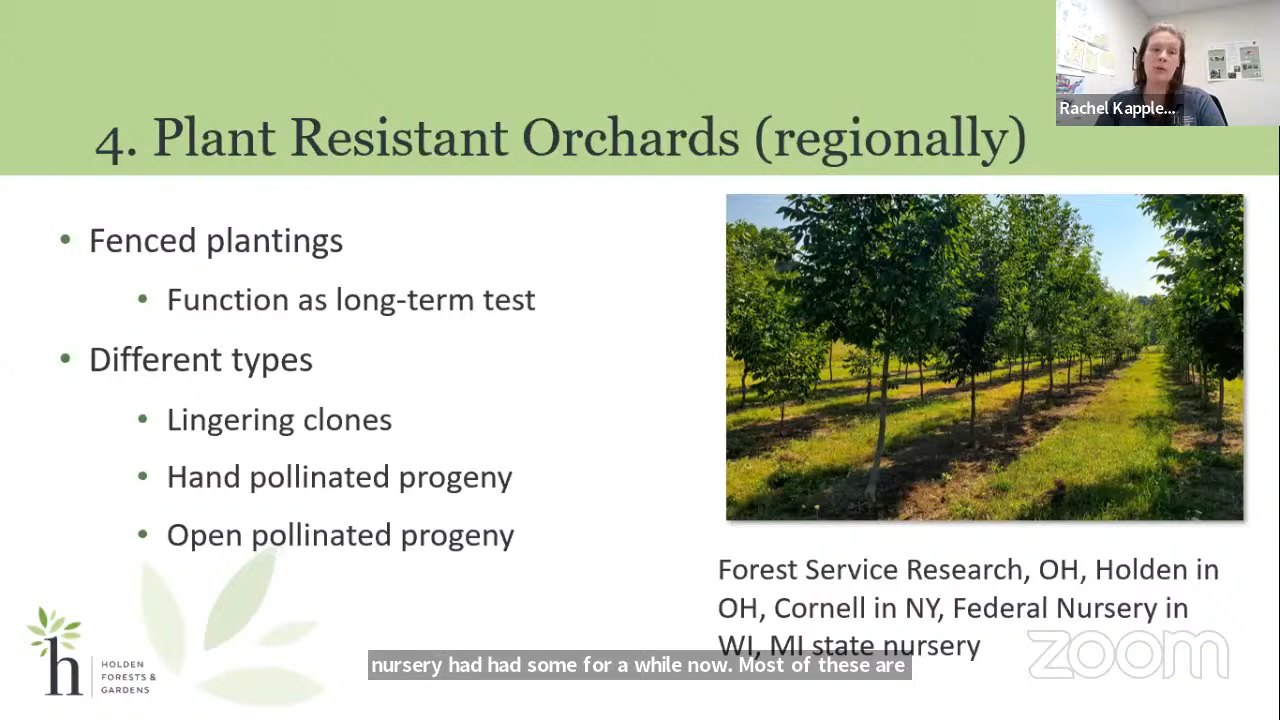 Rachel Kapple...
4. Plant Resistant Orchards (regionally)
• Fenced plantings
• Function as long-term test
• Different types
• Lingering clones
• Hand pollinated progeny
• Open pollinated progeny
Forest Service Research, OH, Holden in
OH, Cornell in NY, Federal Nursery in
WI, MI state nursery
nursery had had some for a while now. Most of these are
h
HOLDEN
FORESTS &
GARDENS
zoom